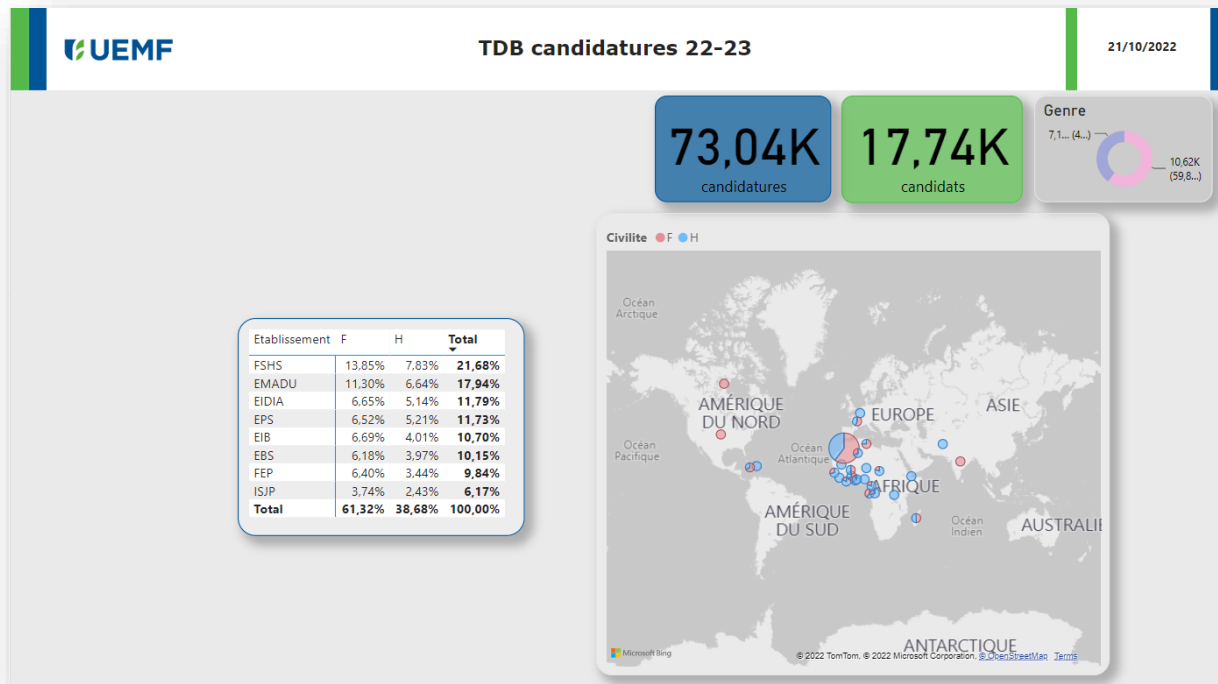 UEMF
TDB candidatures 22-23
21/10/2022
73,04K
candidatures
17,74K
candidats
Genre
7,1... (4...)
10,62K
(59,8...)
Civilite F H
Océan
Arctique
AMÉRIQUE
DU NORD
EUROPE
ASIE
Océan
Pacifique
Océan
Atlantique
AFRIQUE
AMÉRIQUE
DU SUD
Océan
Indien
AUSTRALIE
ANTARCTIQUE
Microsoft Bing
© 2022 TomTom, © 2022 Microsoft Corporation, © OpenStreetMap Terms
Etablissement F H Total
FSHS 13,85% 7,83% 21,68%
EMADU 11,30% 6,64% 17,94%
EIDIA 6,65% 5,14% 11,79%
EPS 6,52% 5,21% 11,73%
EIB 6,69% 4,01% 10,70%
EBS 6,18% 3,97% 10,15%
FEP 6,40% 3,44% 9,84%
ISJP 3,74% 2,43% 6,17%
Total 61,32% 38,68% 100,00%